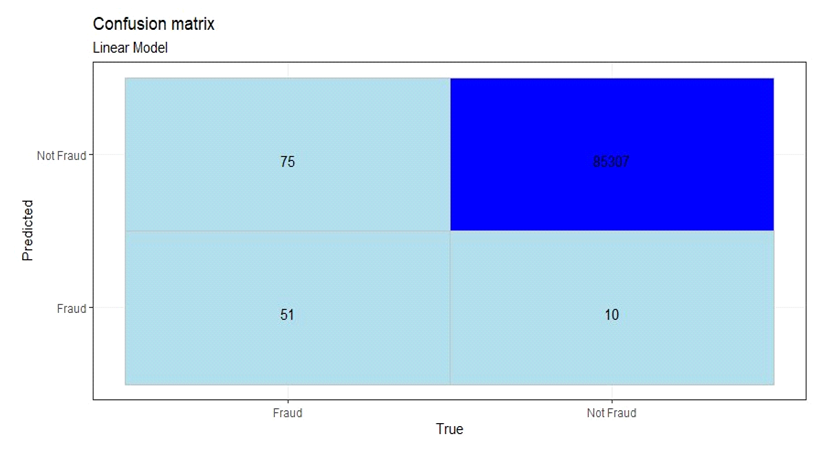 Confusion matrix
Linear Model
Not Fraud
75
85307
Predicted
Fraud
51
10
Fraud
Not Fraud
True